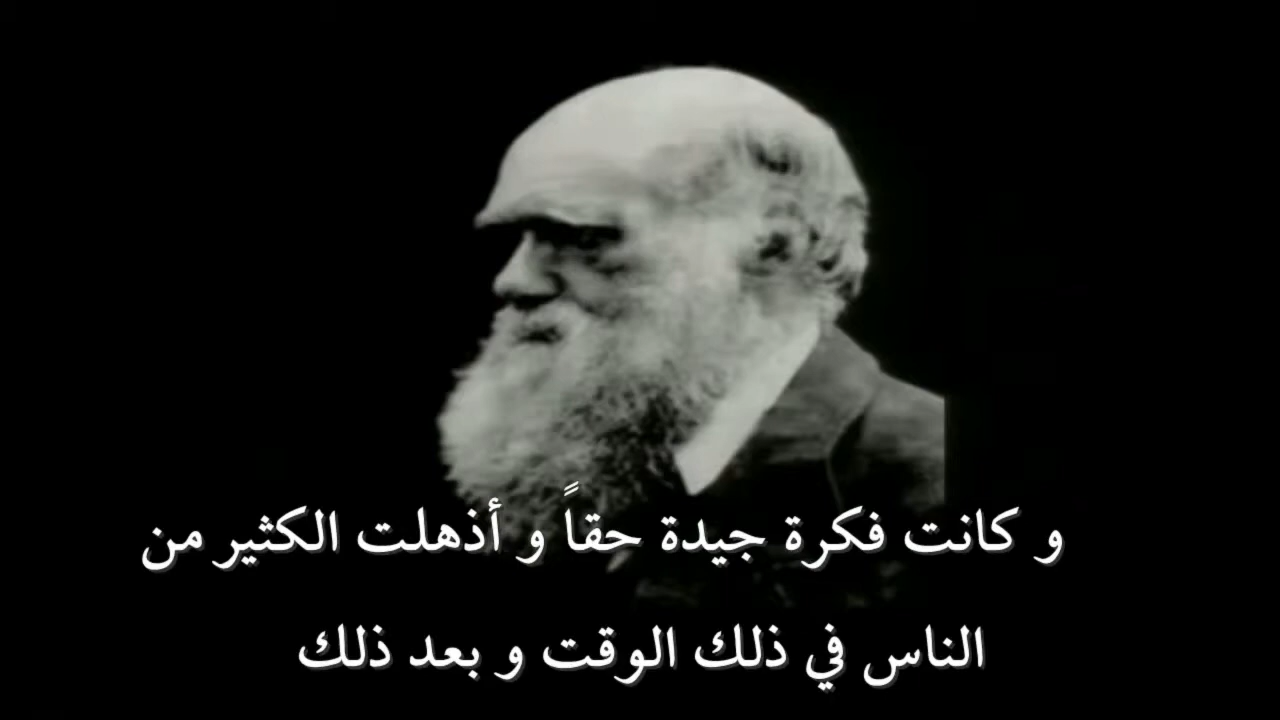 و كانت فكرة جيدة حقاً و أذهلت الكثير من
الناس في ذلك الوقت و بعد ذلك